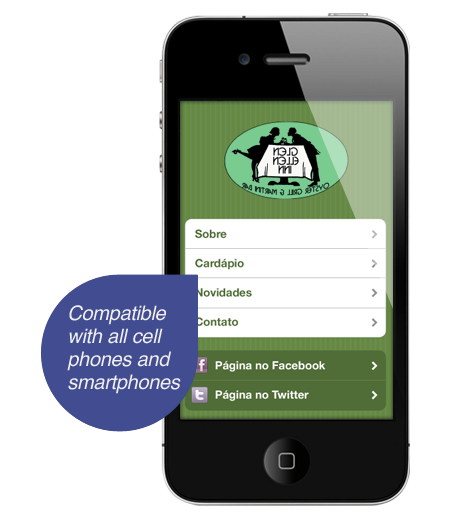 GLEN
ELLEN
INN
OYSTER GRILL & MARTINI BAR
Sobre
Cardápio
Novidades
Contato
Página no Facebook
Página no Twitter
Compatible
with all cell
phones and
smartphones